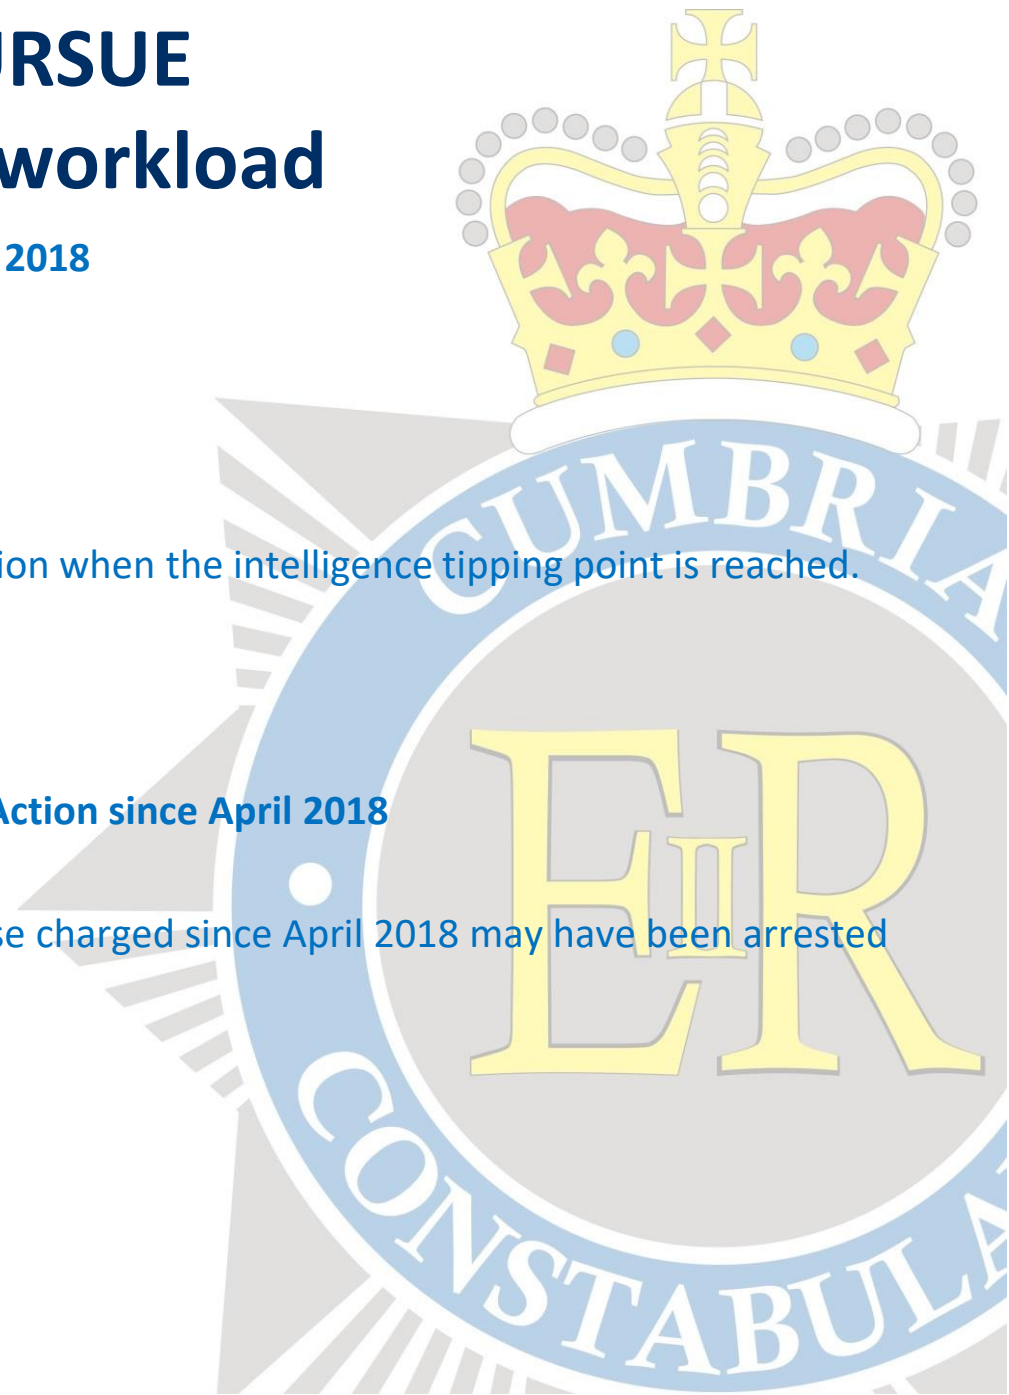 URSUE
workload
2018
ion when the intelligence tipping point is reached.
Action since April 2018
se charged since April 2018 may have been arrested
CUMBRIA
EIIR
CONSTABULA